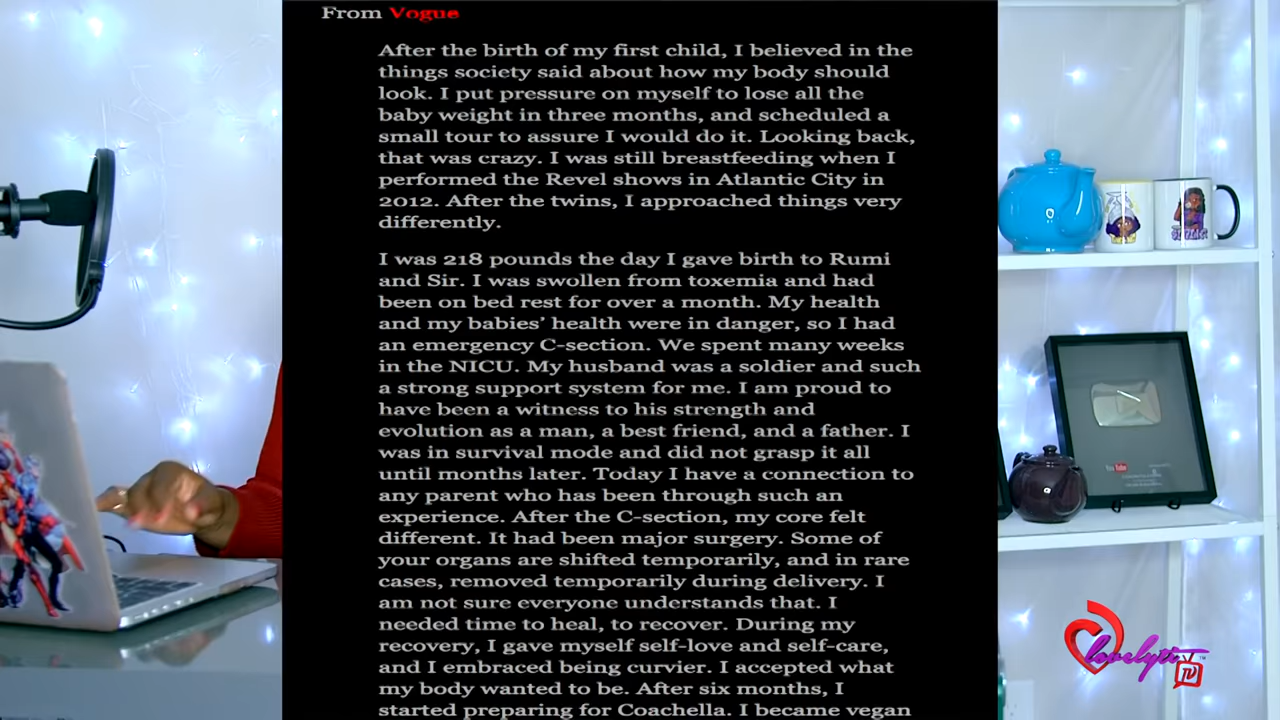 From Vogue
After the birth of my first child, I believed in the
things society said about how my body should
look. I put pressure on myself to lose all the
baby weight in three months, and scheduled a
small tour to assure I would do it. Looking back,
that was crazy. I was still breastfeeding when I
performed the Revel shows in Atlantic City in
2012. After the twins, I approached things very
differently.
I was 218 pounds the day I gave birth to Rumi
and Sir. I was swollen from toxemia and had
been on bed rest for over a month. My health
and my babies’ health were in danger, so I had
an emergency C-section. We spent many weeks
in the NICU. My husband was a soldier and such
a strong support system for me. I am proud to
have been a witness to his strength and
evolution as a man, a best friend, and a father. I
was in survival mode and did not grasp it all
until months later. Today I have a connection to
any parent who has been through such an
experience. After the C-section, my core felt
different. It had been major surgery. Some of
your organs are shifted temporarily, and in rare
cases, removed temporarily during delivery. I
am not sure everyone understands that. I
needed time to heal, to recover. During my
recovery, I gave myself self-love and self-care,
and I embraced being curvier. I accepted what
my body wanted to be. After six months, I
started preparing for Coachella. I became vegan
YouTube
lovelyti TV